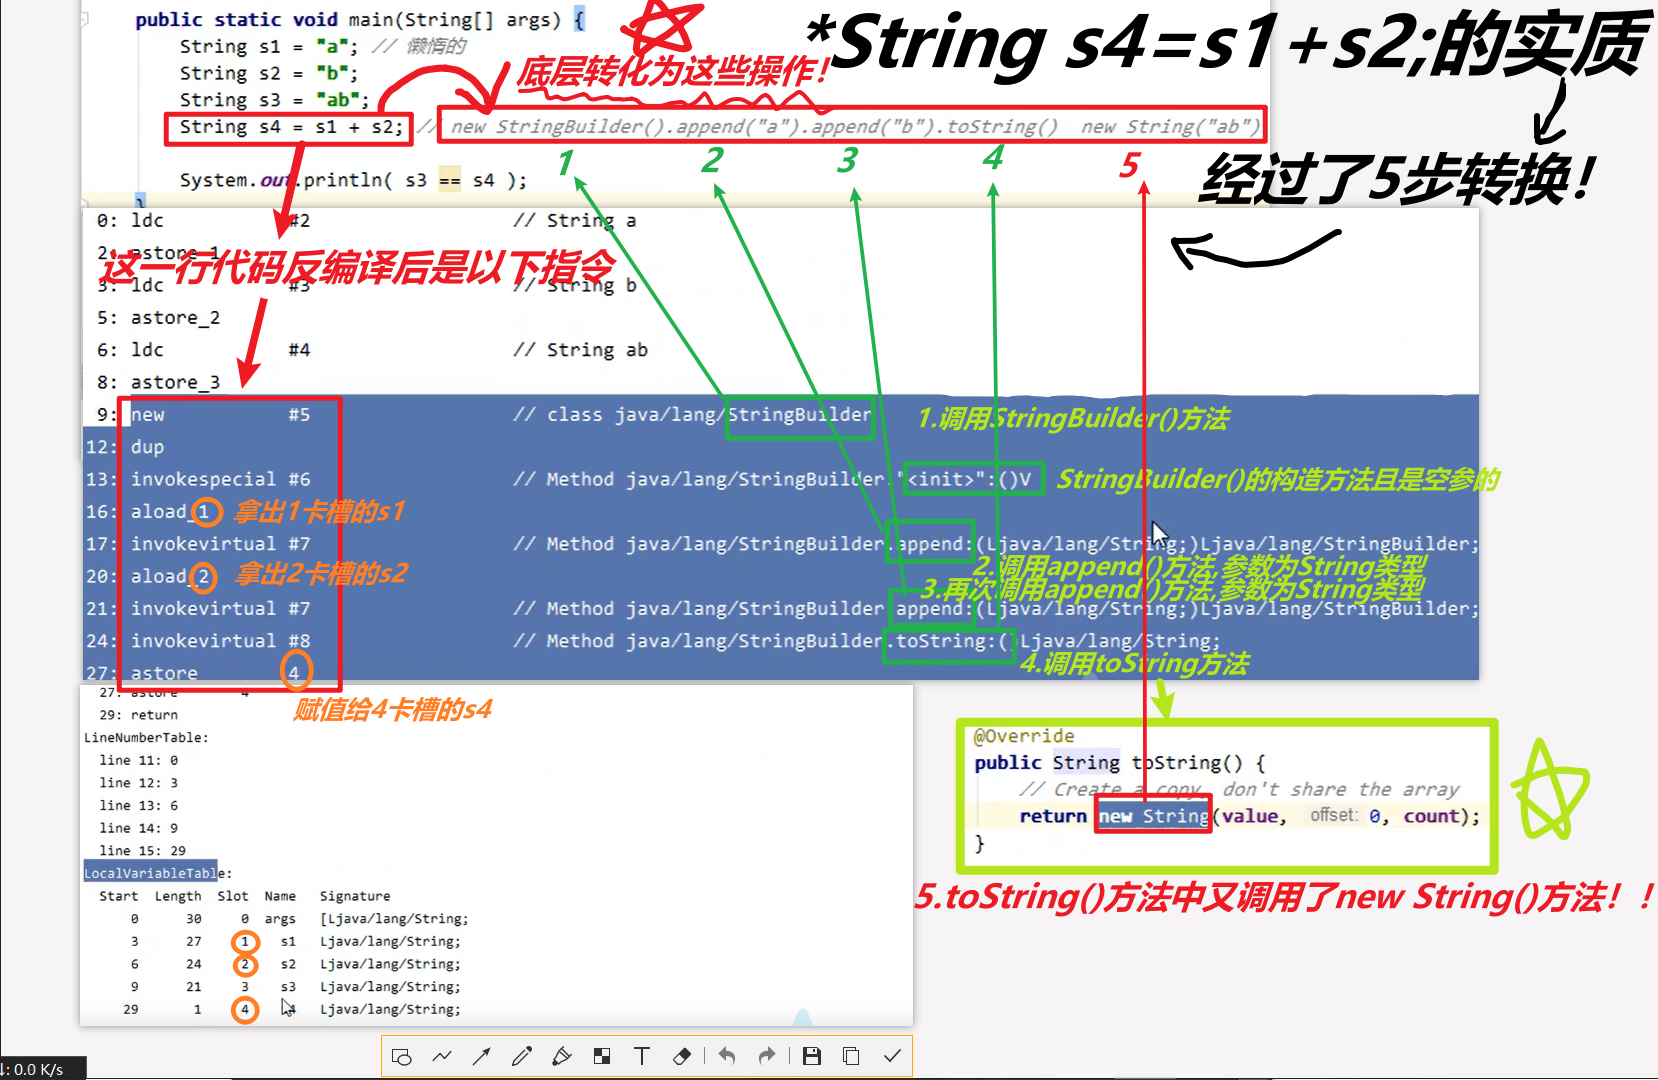 public static void main(String[] args) {
*String s4=s1+s2;的实质
String s1 = "a"; // 懒惰的
String s2 = "b";
底层转化为这些操作!
String s3 = "ab";
String s4 = s1 + s2; // new StringBuilder().append("a").append("b").toString()  new String("ab")
1 2 3 4 5
经过了5步转换!
System.out.println( s3 == s4 );
}
0: ldc #2 // String a
2: astore_1
这一行代码反编译后是以下指令
3: ldc #3 // String b
5: astore_2
6: ldc #4 // String ab
8: astore_3
9: new #5 // class java/lang/StringBuilder
1.调用StringBuilder()方法
12: dup
13: invokespecial #6 // Method java/lang/StringBuilder."<init>":()V
StringBuilder()的构造方法且是空参的
16: aload_1
拿出1卡槽的s1
17: invokevirtual #7 // Method java/lang/StringBuilder.append:(Ljava/lang/String;)Ljava/lang/StringBuilder;
2.调用append()方法,参数为String类型
20: aload_2
拿出2卡槽的s2
3.再次调用append()方法,参数为String类型
21: invokevirtual #7 // Method java/lang/StringBuilder.append:(Ljava/lang/String;)Ljava/lang/StringBuilder;
24: invokevirtual #8 // Method java/lang/StringBuilder.toString:()Ljava/lang/String;
4.调用toString方法
27: astore 4
27: astore 4
赋值给4卡槽的s4
29: return
LineNumberTable:
line 11: 0
line 12: 3
line 13: 6
line 14: 9
line 15: 29
LocalVariableTable:
Start Length Slot Name Signature
0 30 0 args [Ljava/lang/String;
3 27 1 s1 Ljava/lang/String;
6 24 2 s2 Ljava/lang/String;
9 21 3 s3 Ljava/lang/String;
29 1 4 s4 Ljava/lang/String;
@Override
public String toString() {
// Create a copy, don't share the array
return new String(value, offset: 0, count);
}
5.toString()方法中又调用了new String()方法!!
T
↓: 0.0 K/s